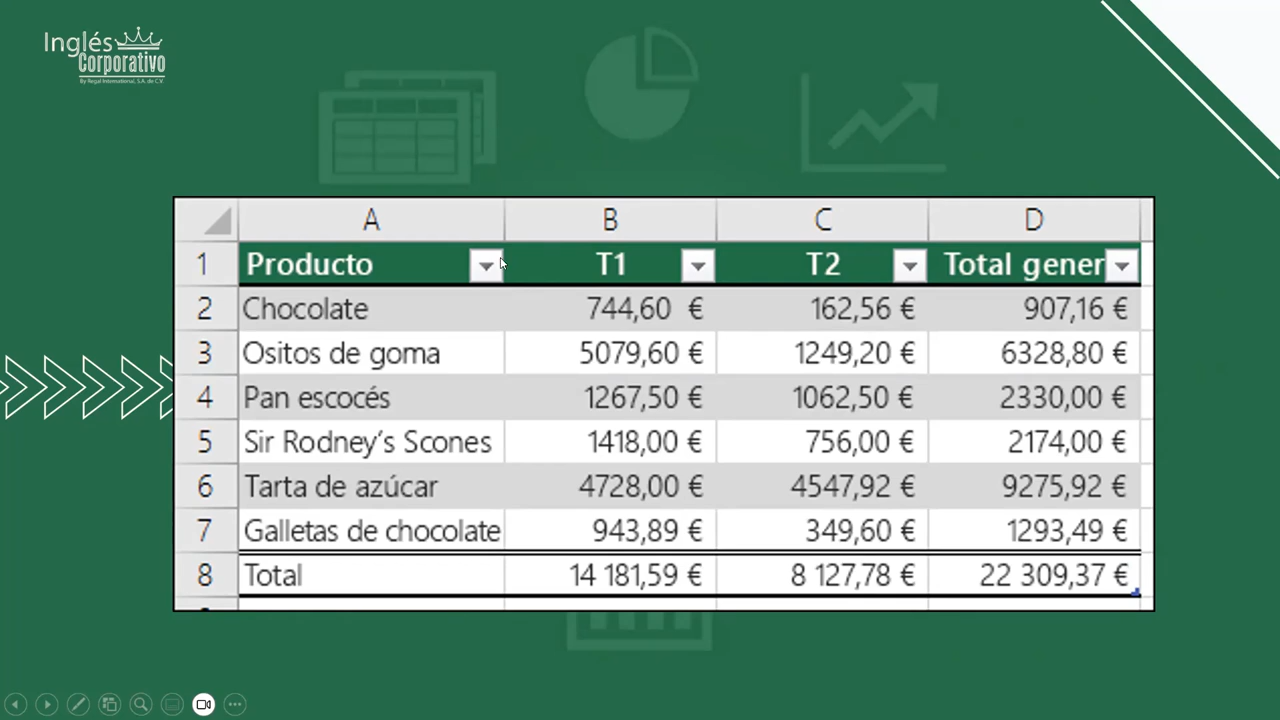 Inglés
Corporativo
By Regal International, S.A. de C.V.
A B C D
1 Producto T1 T2 Total gener
2 Chocolate 744,60 € 162,56 € 907,16 €
3 Ositos de goma 5079,60 € 1249,20 € 6328,80 €
4 Pan escocés 1267,50 € 1062,50 € 2330,00 €
5 Sir Rodney’s Scones 1418,00 € 756,00 € 2174,00 €
6 Tarta de azúcar 4728,00 € 4547,92 € 9275,92 €
7 Galletas de chocolate 943,89 € 349,60 € 1293,49 €
8 Total 14 181,59 € 8 127,78 € 22 309,37 €